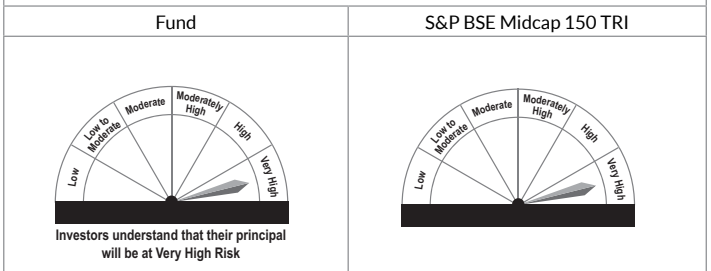 Fund
S&P BSE Midcap 150 TRI
Low
Low to
Moderate
Moderate
Moderately
High
High
Very High
Investors understand that their principal
will be at Very High Risk
Low
Low to
Moderate
Moderate
Moderately
High
High
Very High